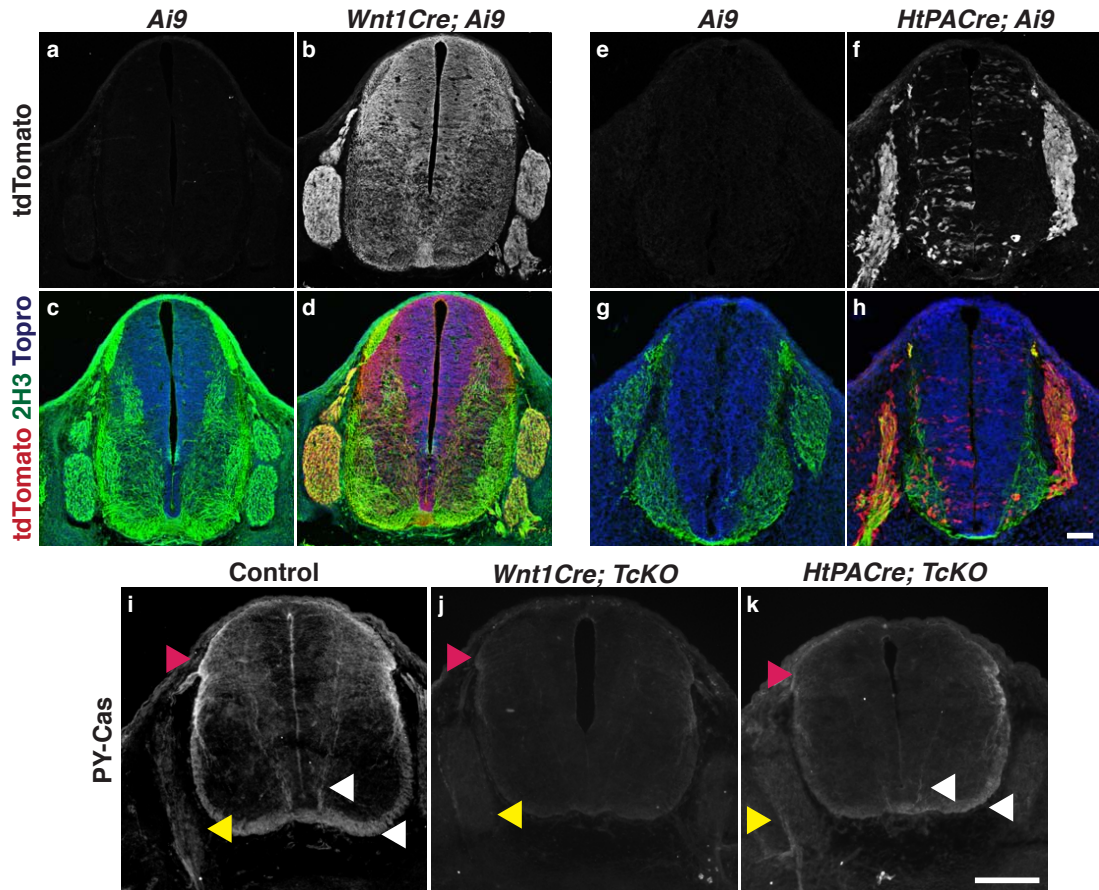 Ai9 Wnt1Cre; Ai9 Ai9 HtPACre; Ai9
tdTomato
a b e f
tdTomato 2H3 Topro
c d g h
Control Wnt1Cre; TcKO HtPACre; TcKO
PY-Cas
i j k